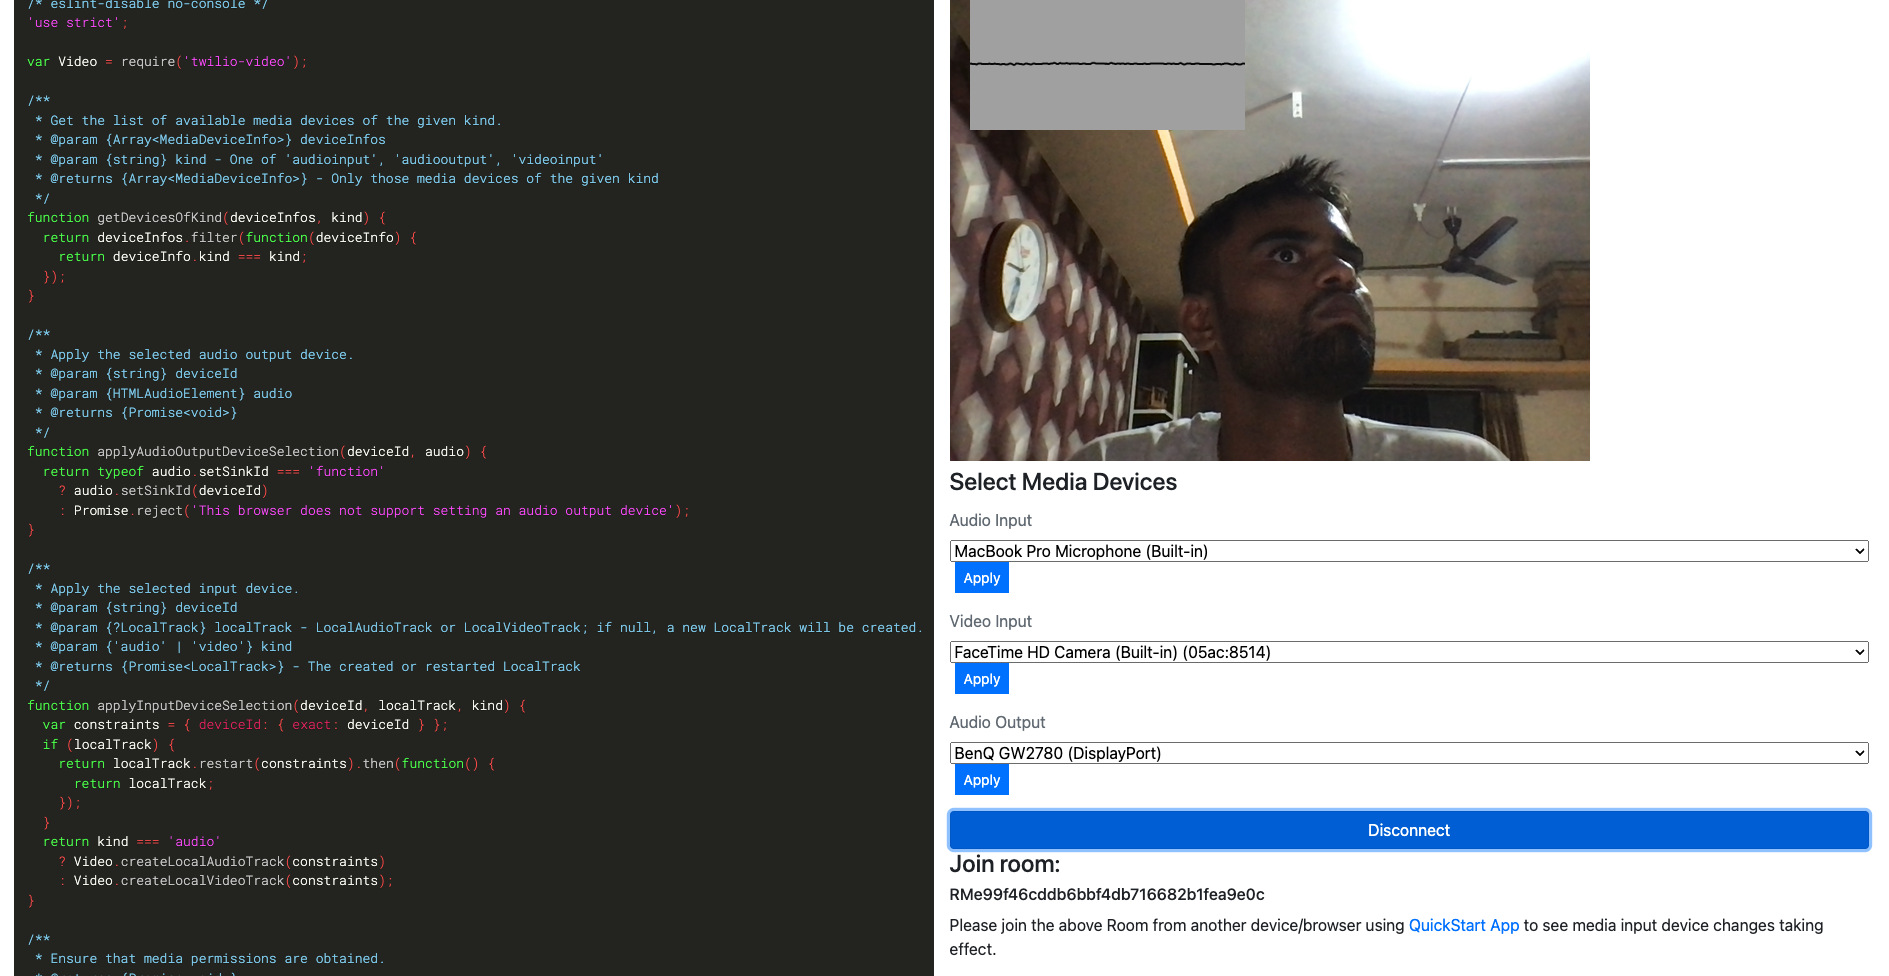 /* eslint-disable no-console */
'use strict';
var Video = require('twilio-video');
/**
* Get the list of available media devices of the given kind.
* @param {Array<MediaDeviceInfo>} deviceInfos
* @param {string} kind - One of 'audioinput', 'audiooutput', 'videoinput'
* @returns {Array<MediaDeviceInfo>} - Only those media devices of the given kind
*/
function getDevicesOfKind(deviceInfos, kind) {
return deviceInfos.filter(function(deviceInfo) {
return deviceInfo.kind === kind;
});
}
/**
* Apply the selected audio output device.
* @param {string} deviceId
* @param {HTMLAudioElement} audio
* @returns {Promise<void>}
*/
function applyAudioOutputDeviceSelection(deviceId, audio) {
return typeof audio.setSinkId === 'function'
? audio.setSinkId(deviceId)
: Promise.reject('This browser does not support setting an audio output device');
}
/**
* Apply the selected input device.
* @param {string} deviceId
* @param {?LocalTrack} localTrack - LocalAudioTrack or LocalVideoTrack; if null, a new LocalTrack will be created.
* @param {'audio' | 'video'} kind
* @returns {Promise<LocalTrack>} - The created or restarted LocalTrack
*/
function applyInputDeviceSelection(deviceId, localTrack, kind) {
var constraints = { deviceId: { exact: deviceId } };
if (localTrack) {
return localTrack.restart(constraints).then(function() {
return localTrack;
});
}
return kind === 'audio'
? Video.createLocalAudioTrack(constraints)
: Video.createLocalVideoTrack(constraints);
}
/**
* Ensure that media permissions are obtained.
Select Media Devices
Audio Input
MacBook Pro Microphone (Built-in)
Apply
Video Input
FaceTime HD Camera (Built-in) (05ac:8514)
Apply
Audio Output
BenQ GW2780 (DisplayPort)
Apply
Disconnect
Join room:
RMe99f46cddb6bbf4db716682b1fea9e0c
Please join the above Room from another device/browser using QuickStart App to see media input device changes taking
effect.